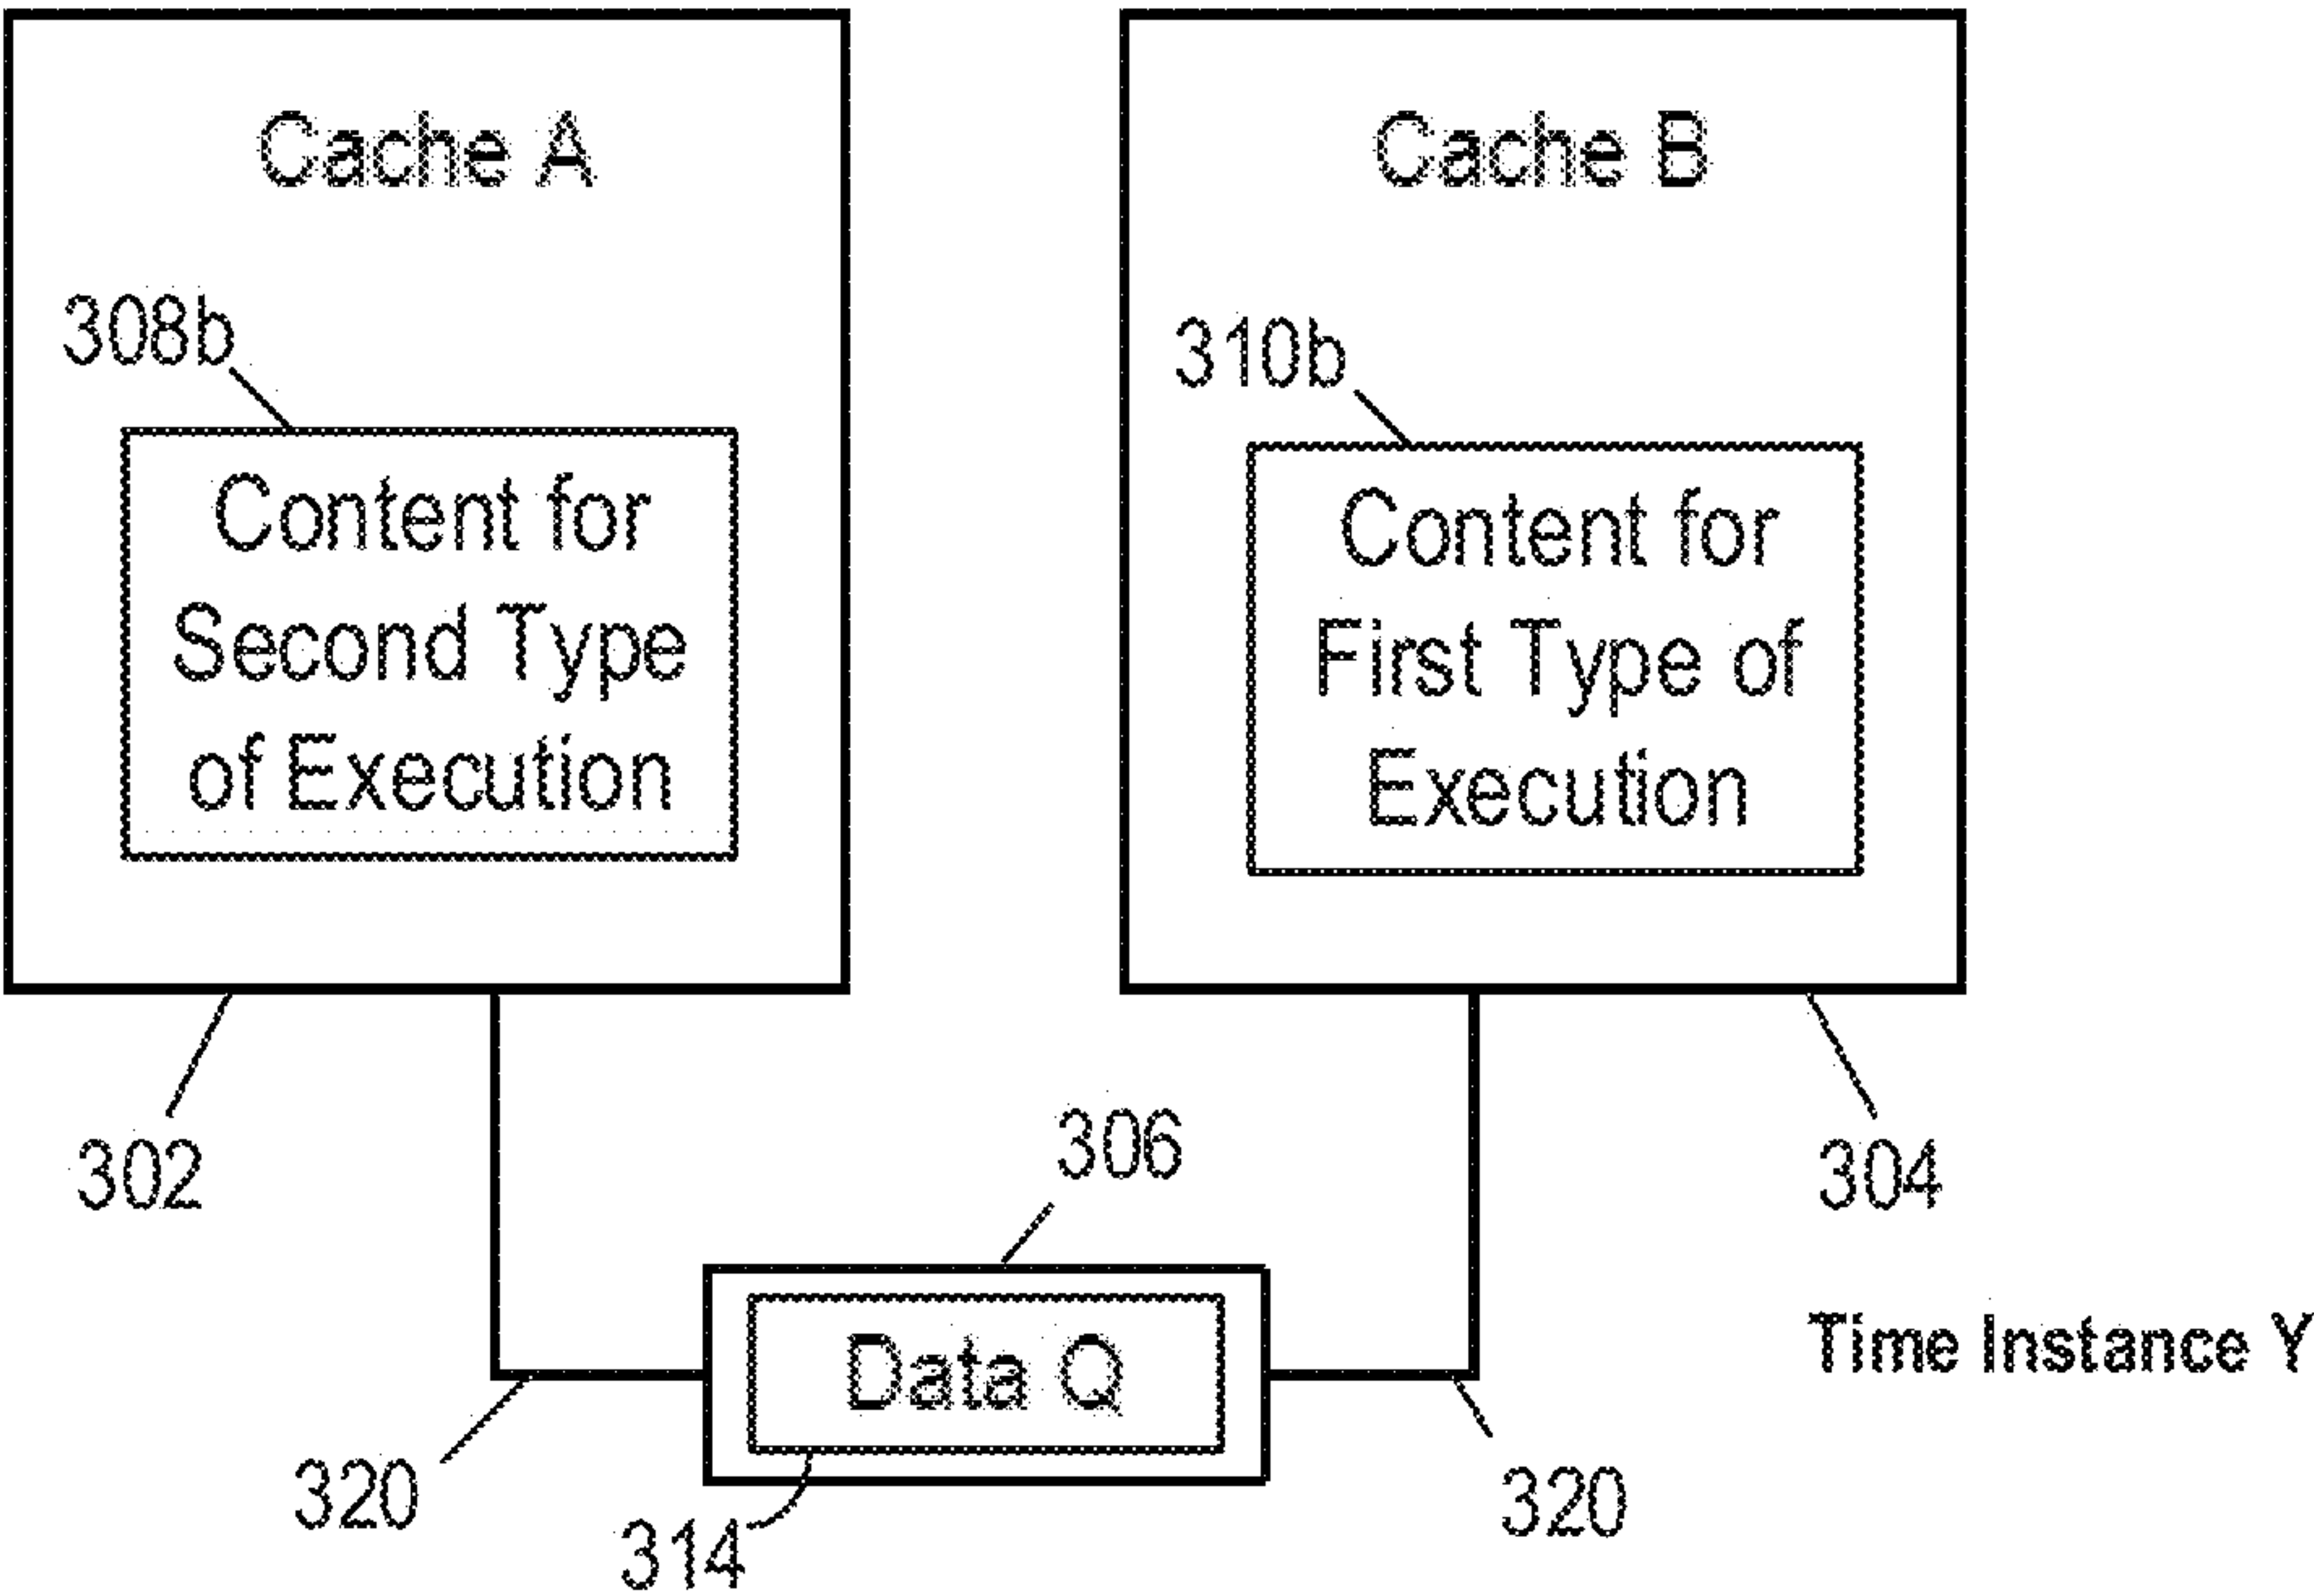 Cache A
308b
Content for
Second Type
of Execution
302
Cache B
310b
Content for
First Type of
Execution
304
306
Data Q
314
320
320
Time Instance Y